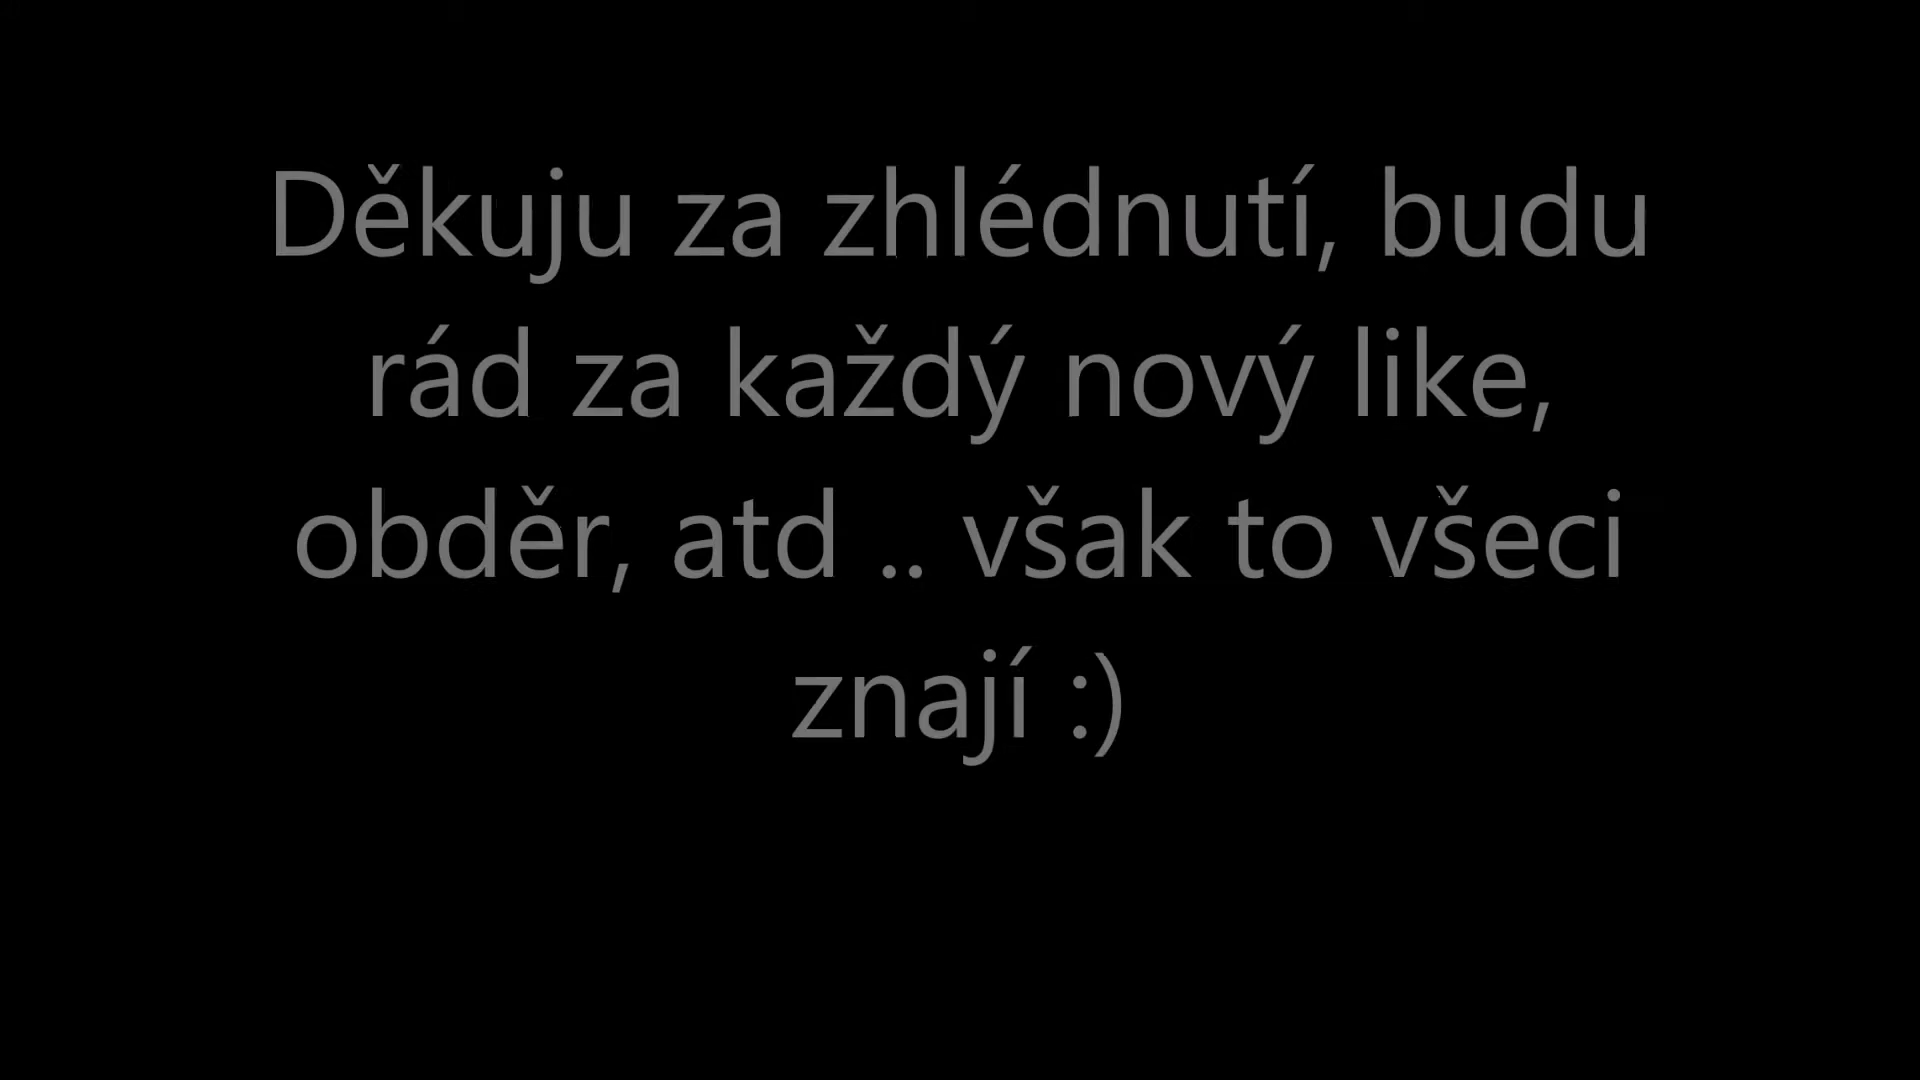 Děkuju za zhlédnutí, budu
rád za každý nový like,
obděr, atd .. však to všeci
znají :)